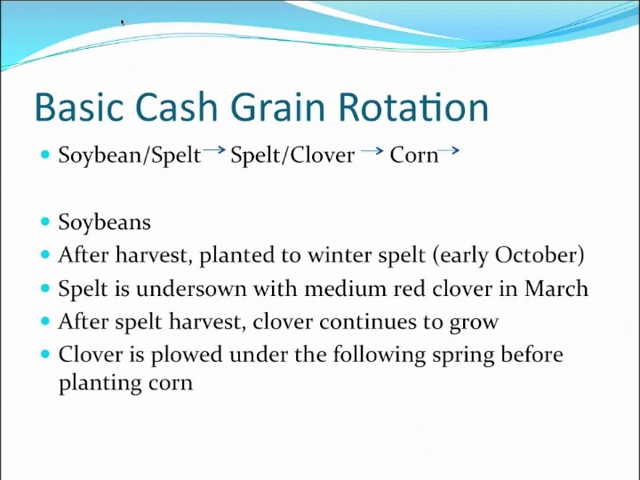 Basic Cash Grain Rotation
Soybean/Spelt → Spelt/Clover → Corn →
Soybeans
After harvest, planted to winter spelt (early October)
Spelt is undersown with medium red clover in March
After spelt harvest, clover continues to grow
Clover is plowed under the following spring before
planting corn